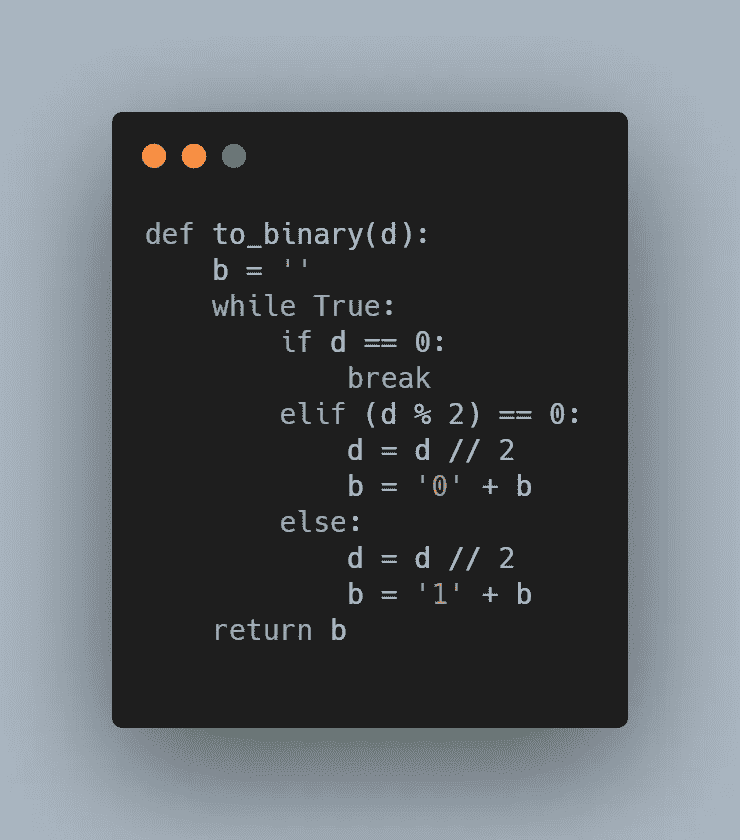 def to_binary(d):
    b = ''
    while True:
        if d == 0:
            break
        elif (d % 2) == 0:
            d = d // 2
            b = '0' + b
        else:
            d = d // 2
            b = '1' + b
    return b